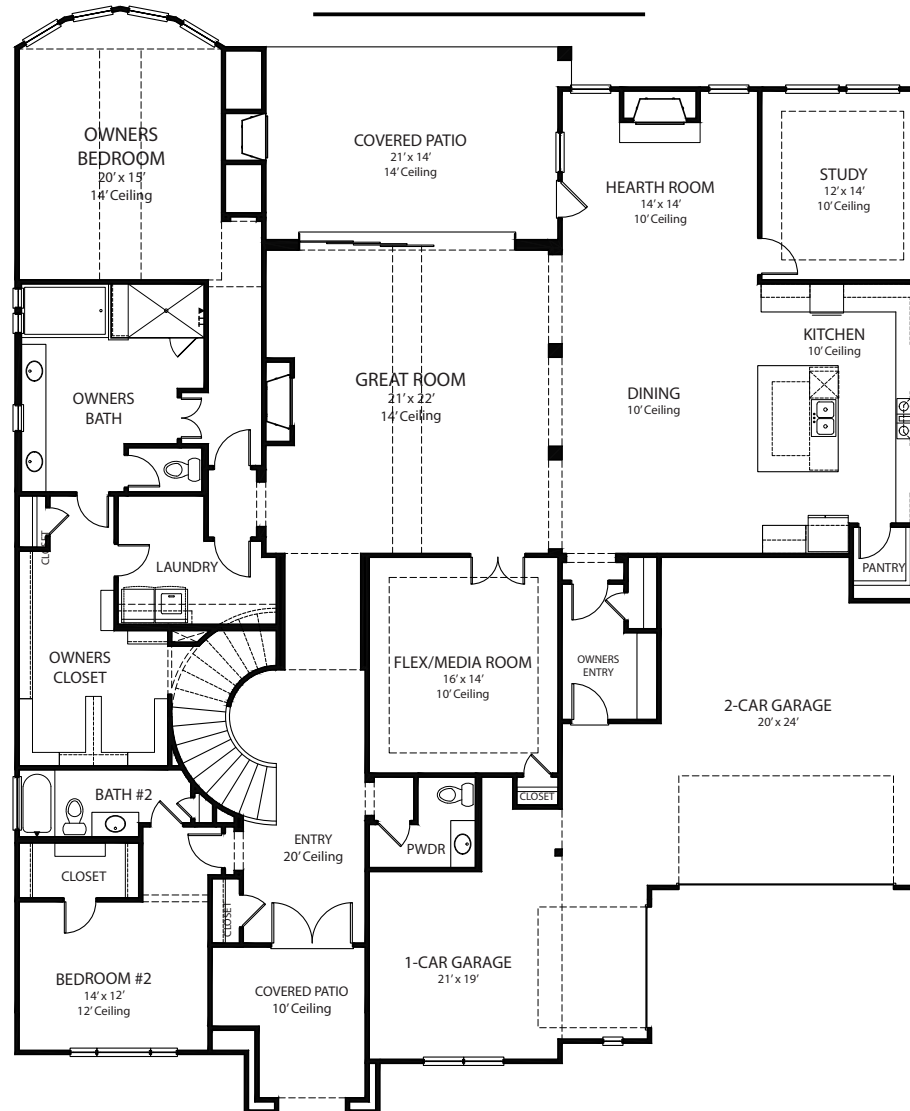 OWNERS
BEDROOM
20' x 15'
14' Ceiling
COVERED PATIO
21' x 14'
14' Ceiling
HEARTH ROOM
14' x 14'
10' Ceiling
STUDY
12' x 14'
10' Ceiling
KITCHEN
10' Ceiling
GREAT ROOM
21' x 22'
14' Ceiling
DINING
10' Ceiling
OWNERS
BATH
CLOSET
LAUNDRY
PANTRY
OWNERS
CLOSET
FLEX/MEDIA ROOM
16' x 14'
10' Ceiling
OWNERS
ENTRY
2-CAR GARAGE
20' x 24'
BATH #2
CLOSET
ENTRY
20' Ceiling
PWDR
CLOSET
CLOSET
BEDROOM #2
14' x 12'
12' Ceiling
COVERED PATIO
10' Ceiling
1-CAR GARAGE
21' x 19'